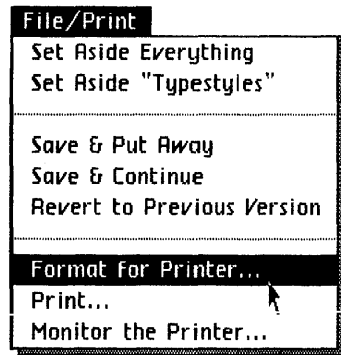 File/Print
Set Aside Everything
Set Aside "Typestyles"
Save & Put Away
Save & Continue
Revert to Previous Version
Format for Printer...
Print...
Monitor the Printer...